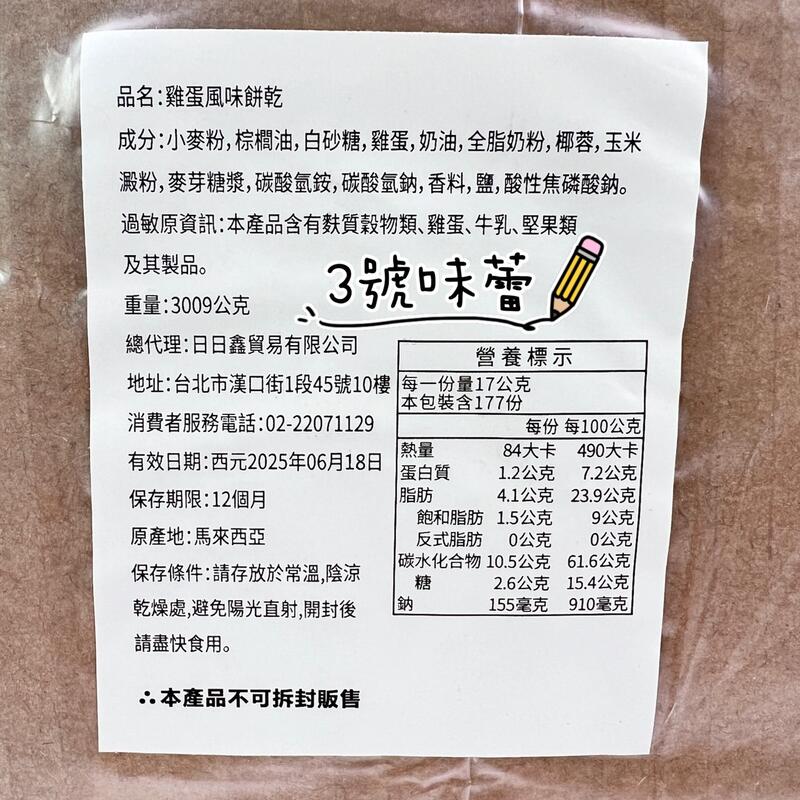 品名:雞蛋風味餅乾
成分:小麥粉,棕櫚油,白砂糖,雞蛋,奶油,全脂奶粉,椰蓉,玉米
澱粉,麥芽糖漿,碳酸氫銨,碳酸氫鈉,香料,鹽,酸性焦磷酸鈉。
過敏原資訊:本產品含有麩質穀物類、雞蛋、牛乳、堅果類
及其製品。
3號味蕾
重量:3009公克
總代理:日日鑫貿易有限公司
地址:台北市漢口街1段45號10樓
消費者服務電話:02-22071129
有效日期:西元2025年06月18日
保存期限:12個月
原產地:馬來西亞
保存條件:請存放於常溫,陰涼
乾燥處,避免陽光直射,開封後
請盡快食用。
∴本產品不可拆封販售
營養標示
每一份量17公克
本包裝含177份
每份 每100公克
熱量 84大卡 490大卡
蛋白質 1.2公克 7.2公克
脂肪 4.1公克 23.9公克
飽和脂肪 1.5公克 9公克
反式脂肪 0公克 0公克
碳水化合物 10.5公克 61.6公克
糖 2.6公克 15.4公克
鈉 155毫克 910毫克